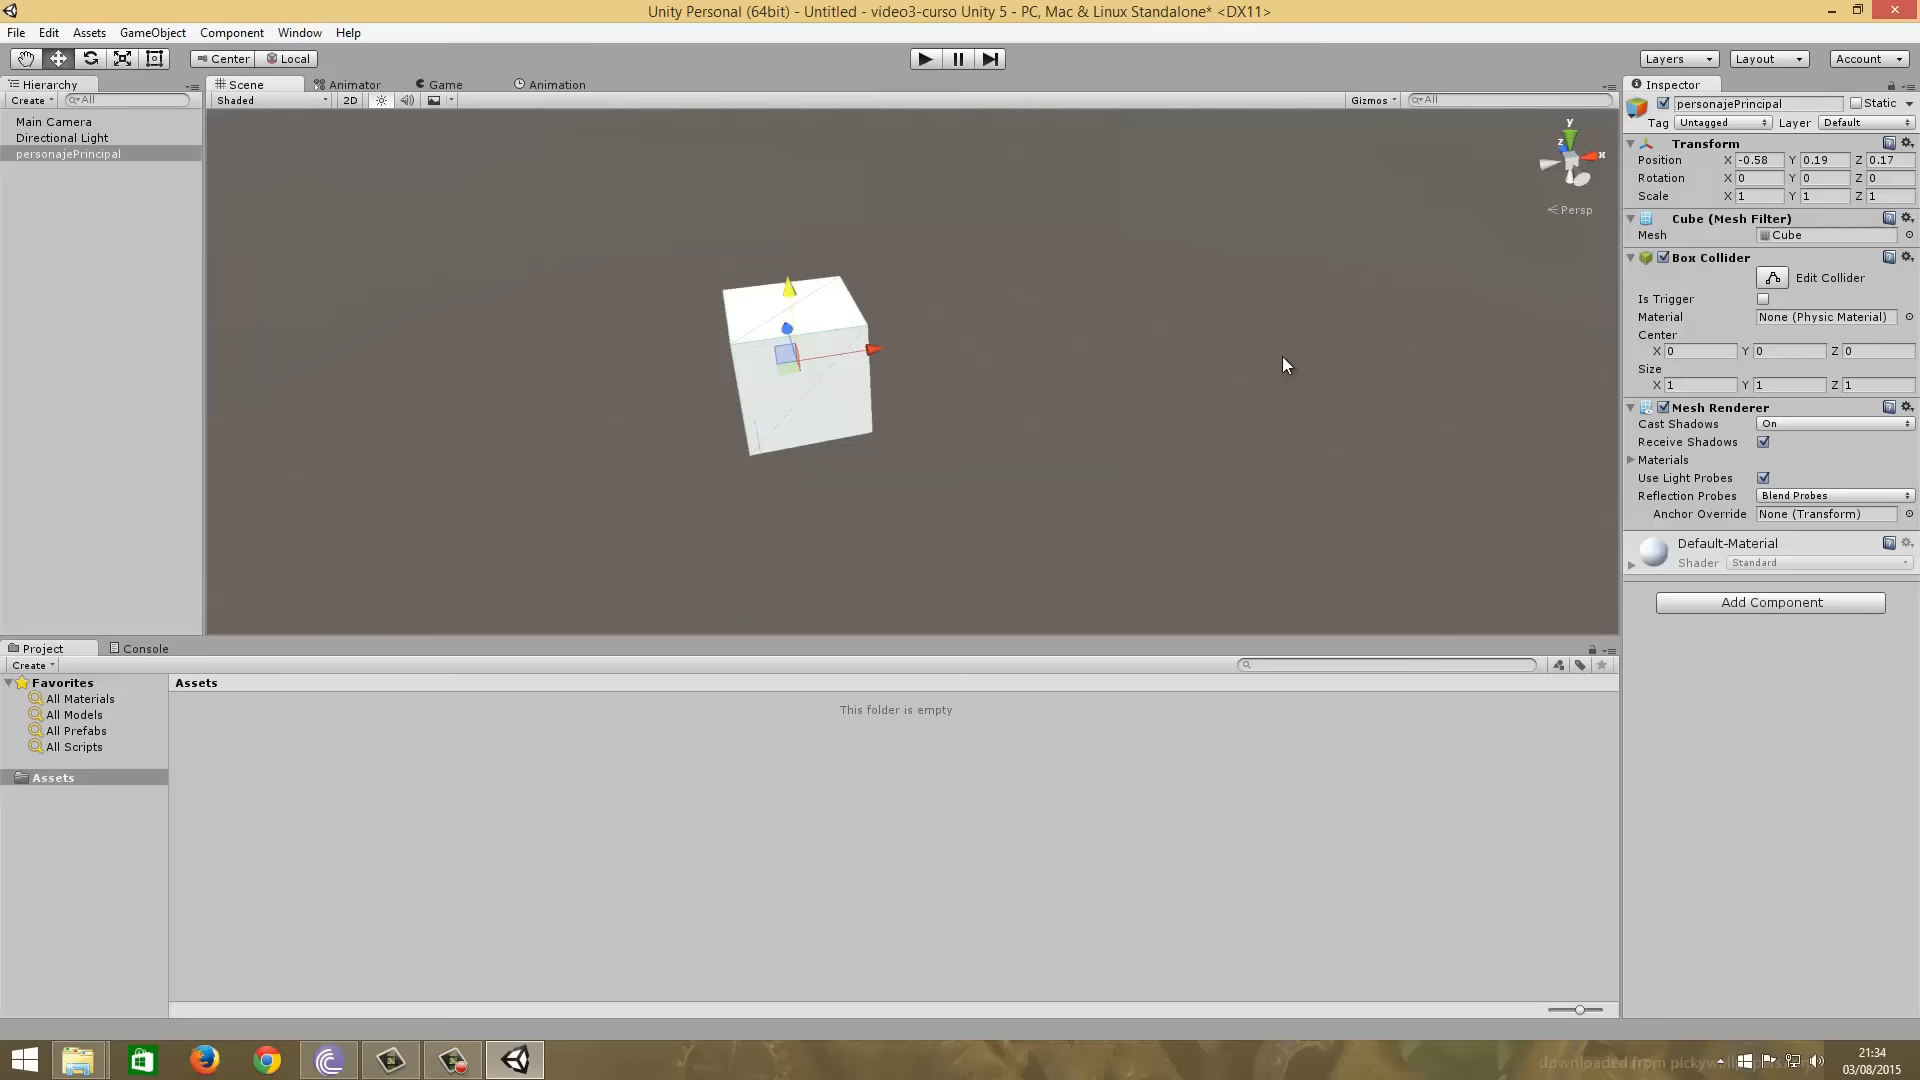 Unity Personal (64bit) - Untitled - video3-curso Unity 5 - PC, Mac & Linux Standalone* <DX11>
File Edit Assets GameObject Component Window Help
Center Local Layers Layout Account
Hierarchy Scene Animator Game Animation Inspector
Create All Shaded 2D Gizmos All personajePrincipal Static
Tag Untagged Layer Default
Main Camera
Directional Light
personajePrincipal
y
z x
Persp
Transform
Position X -0.58 Y 0.19 Z 0.17
Rotation X 0 Y 0 Z 0
Scale X 1 Y 1 Z 1
Cube (Mesh Filter)
Mesh Cube
Box Collider
Edit Collider
Is Trigger
Material None (Physic Material)
Center
X 0 Y 0 Z 0
Size
X 1 Y 1 Z 1
Mesh Renderer
Cast Shadows On
Receive Shadows
Materials
Use Light Probes
Reflection Probes Blend Probes
Anchor Override None (Transform)
Default-Material
Shader Standard
Add Component
Project Console
Create
Favorites Assets
All Materials
All Models
All Prefabs
All Scripts
Assets
This folder is empty
downloaded from pickywallpapers
21:34
03/08/2015